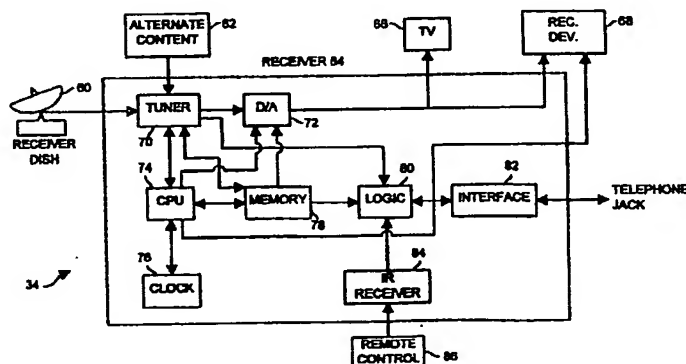 ALTERNATE
CONTENT
62
66
TV
REC.
DEV.
68
RECEIVER 64
60
RECEIVER
DISH
TUNER
70
D/A
72
74
CPU
MEMORY
78
80
LOGIC
82
INTERFACE
TELEPHONE
JACK
76
CLOCK
34
84
IR
RECEIVER
REMOTE
CONTROL
86